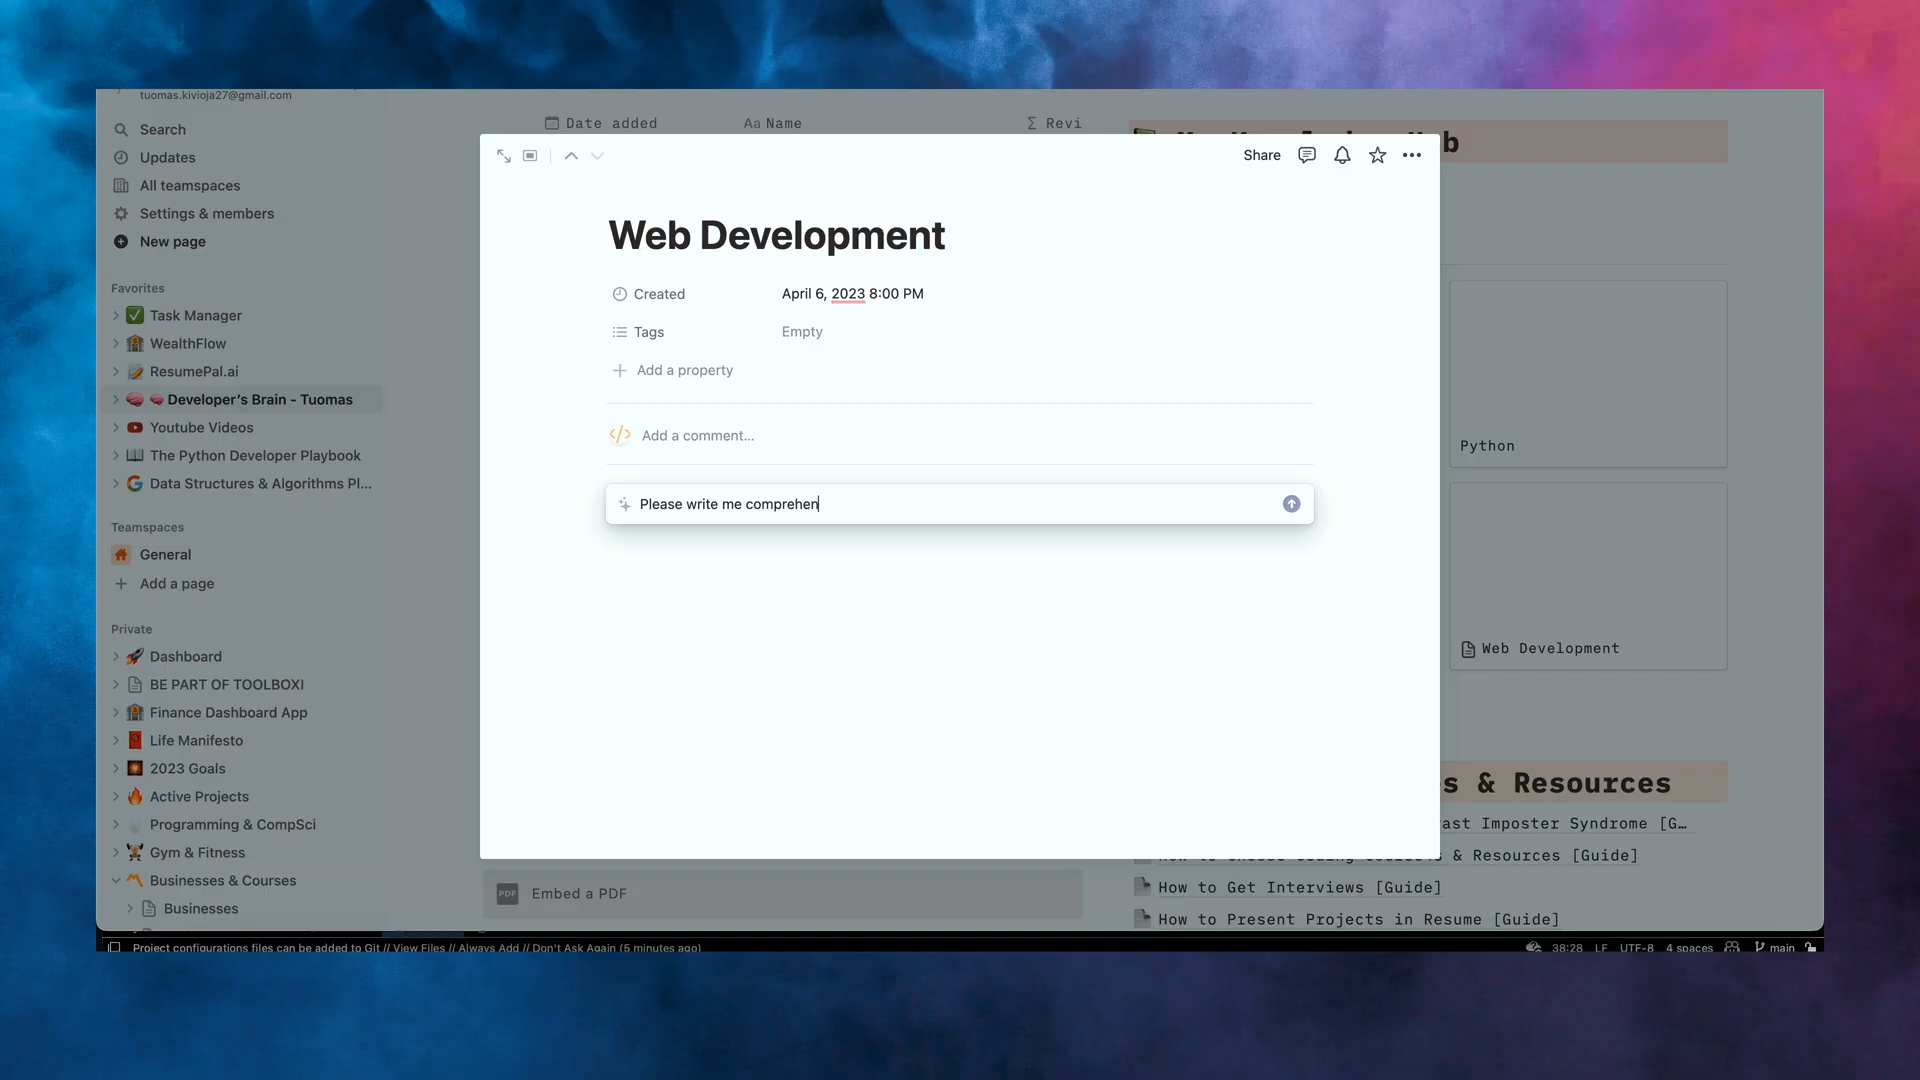 tuomas.kivioja27@gmail.com
Search
Updates
All teamspaces
Settings & members
New page
Favorites
Task Manager
WealthFlow
ResumePal.ai
Developer's Brain - Tuomas
Youtube Videos
The Python Developer Playbook
Data Structures & Algorithms Pl...
Teamspaces
General
Add a page
Private
Dashboard
BE PART OF TOOLBOXI
Finance Dashboard App
Life Manifesto
2023 Goals
Active Projects
Programming & CompSci
Gym & Fitness
Businesses & Courses
Businesses
Date added Aa Name Σ Revi
Share
Web Development
Created April 6, 2023 8:00 PM
Tags Empty
Add a property
</> Add a comment...
Please write me comprehen
PDF Embed a PDF
b
Python
Web Development
s & Resources
ast Imposter Syndrome [G...
& Resources [Guide]
How to Get Interviews [Guide]
How to Present Projects in Resume [Guide]
Project configurations files can be added to Git // View Files // Always Add // Don't Ask Again (5 minutes ago)
38:28 LF UTF-8 4 spaces main